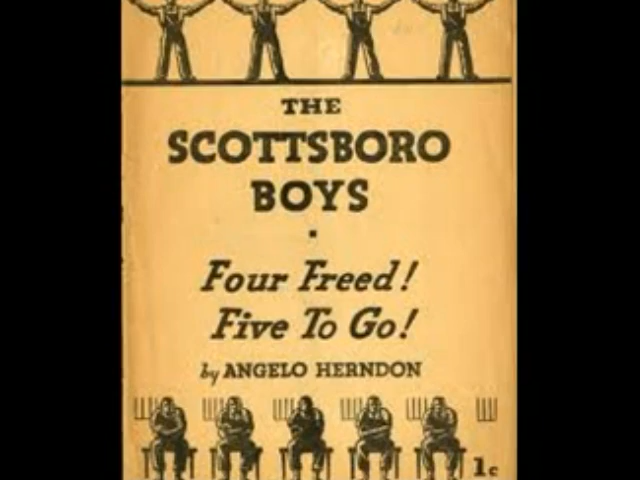 THE
SCOTTSBORO
BOYS
Four Freed!
Five To Go!
by ANGELO HERNDON
1c